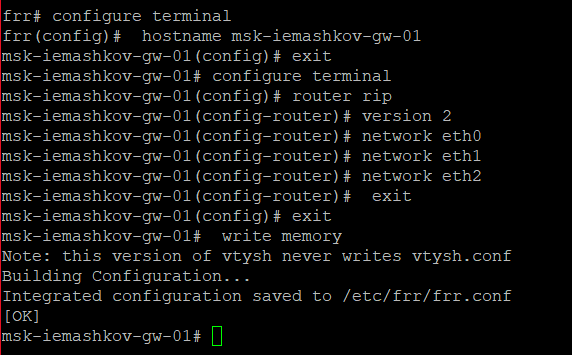 frr# configure terminal
frr(config)#  hostname msk-iemashkov-gw-01
msk-iemashkov-gw-01(config)# exit
msk-iemashkov-gw-01# configure terminal
msk-iemashkov-gw-01(config)# router rip
msk-iemashkov-gw-01(config-router)# version 2
msk-iemashkov-gw-01(config-router)# network eth0
msk-iemashkov-gw-01(config-router)# network eth1
msk-iemashkov-gw-01(config-router)# network eth2
msk-iemashkov-gw-01(config-router)#  exit
msk-iemashkov-gw-01(config)# exit
msk-iemashkov-gw-01#  write memory
Note: this version of vtysh never writes vtysh.conf
Building Configuration...
Integrated configuration saved to /etc/frr/frr.conf
[OK]
msk-iemashkov-gw-01#